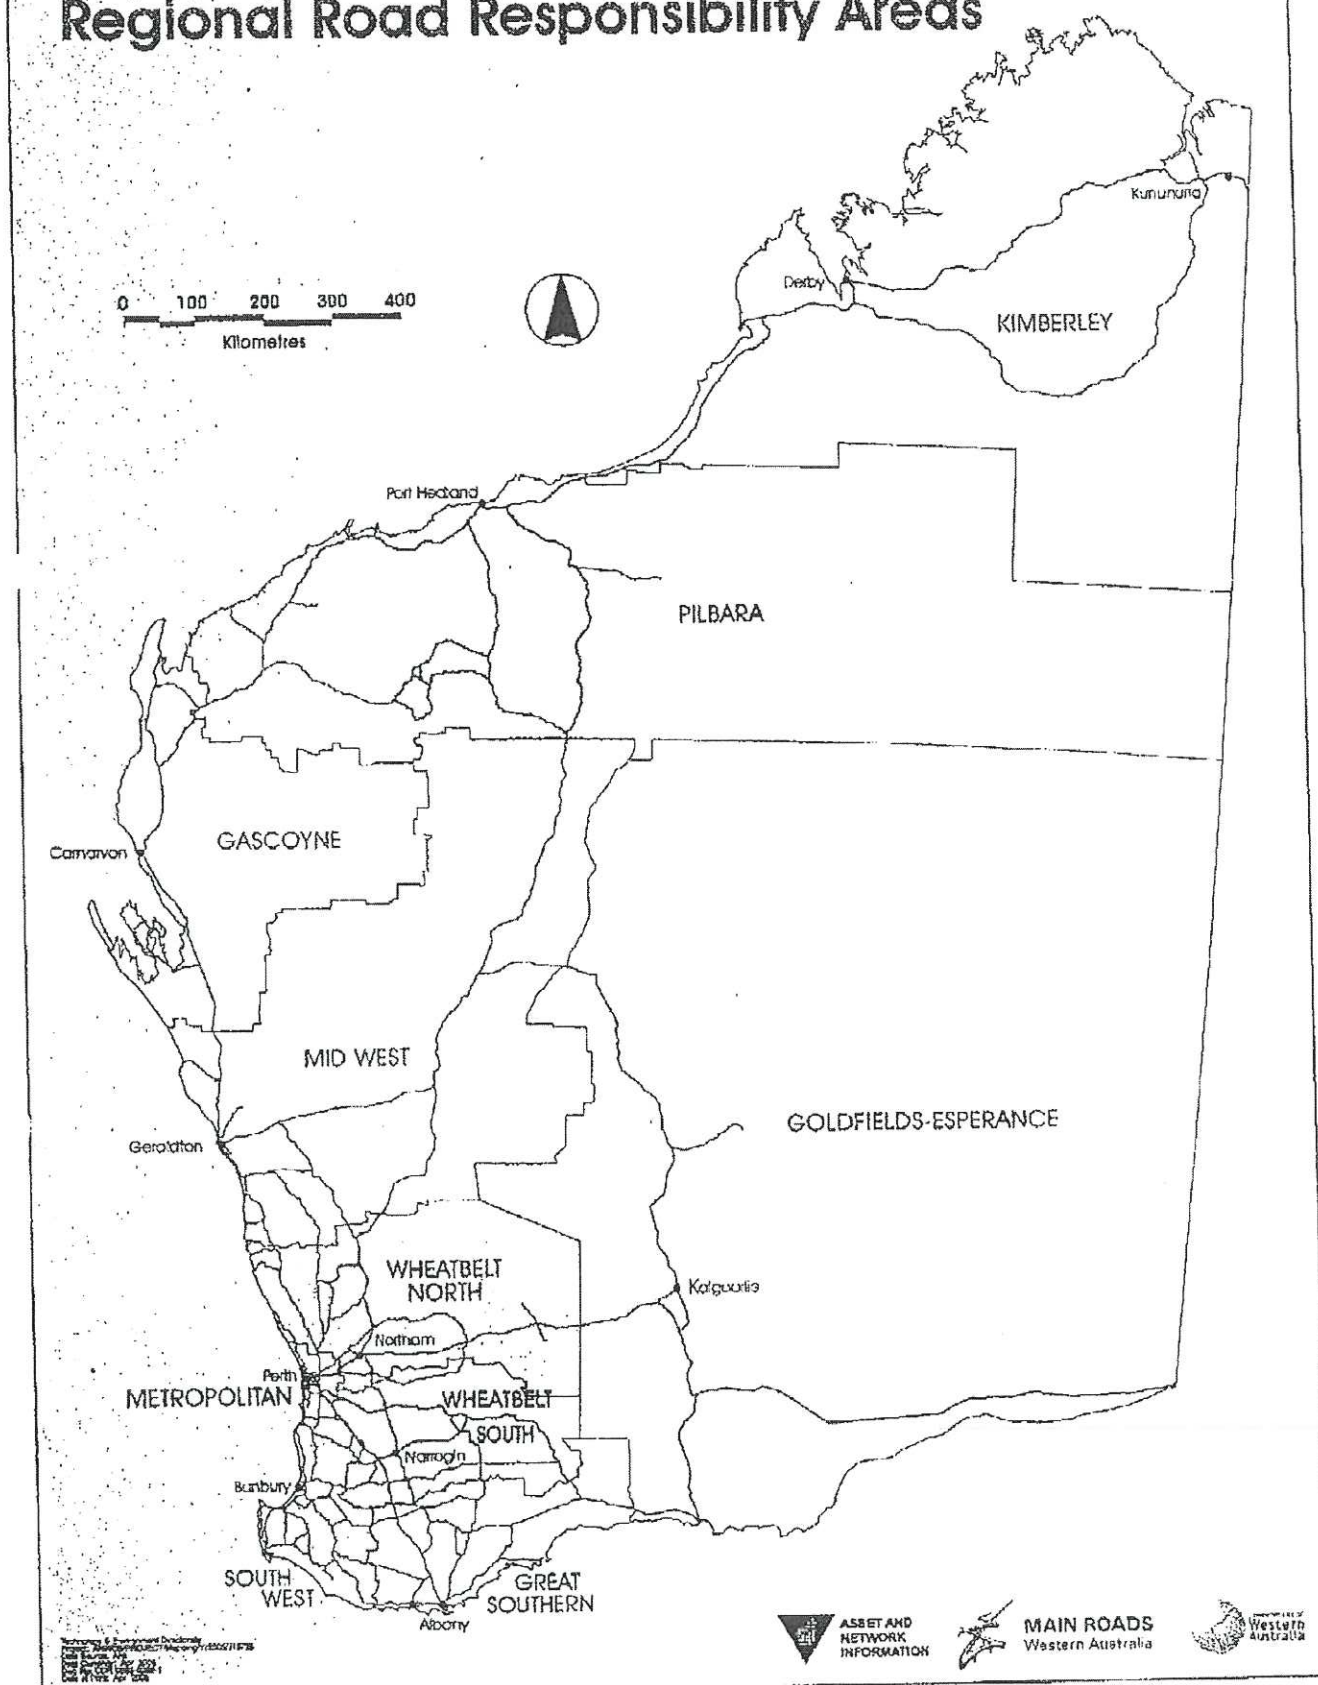 Regional Road Responsibility Areas
Kununurra
Derby
0 100 200 300 400
Kilometres
KIMBERLEY
Port Hedland
PILBARA
GASCOYNE
Carnarvon
MID WEST
GOLDFIELDS-ESPERANCE
Geraldton
WHEATBELT
NORTH
Kalgoorlie
Northam
Perth
METROPOLITAN
WHEATBELT
SOUTH
Narrogin
Bunbury
SOUTH
WEST
GREAT
SOUTHERN
Albany
ASSET AND
NETWORK
INFORMATION
MAIN ROADS
Western Australia
Western
Australia